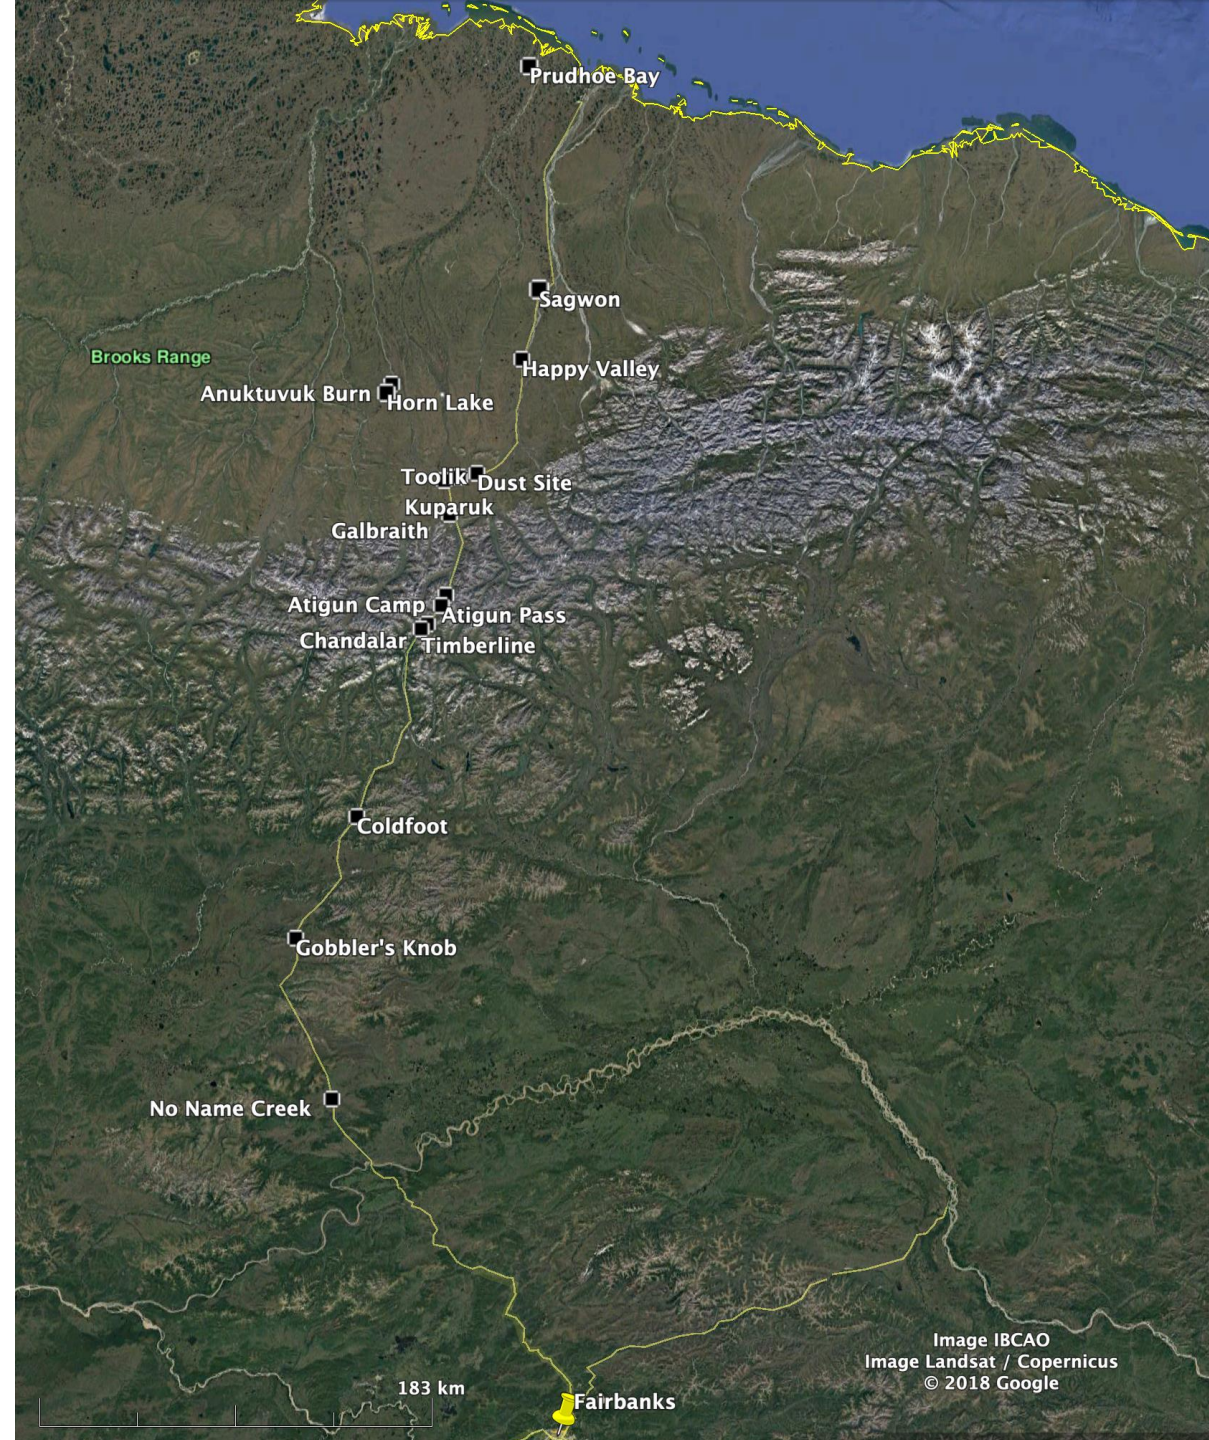 Prudhoe Bay
Sagwon
Brooks Range
Happy Valley
Anuktuvuk Burn
Horn Lake
Toolik
Dust Site
Kuparuk
Galbraith
Atigun Camp
Atigun Pass
Chandalar
Timberline
Coldfoot
Gobbler's Knob
No Name Creek
Image IBCAO
Image Landsat / Copernicus
© 2018 Google
183 km
Fairbanks